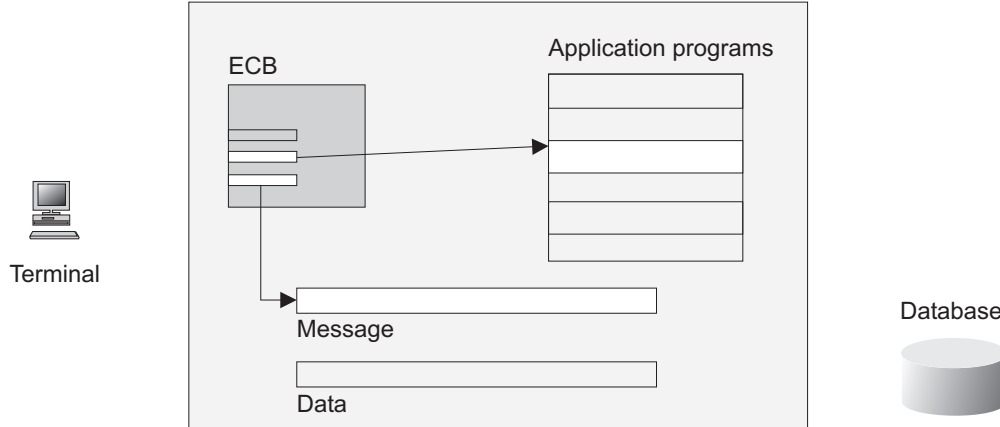 ECB
Application programs
Terminal
Message
Database
Data